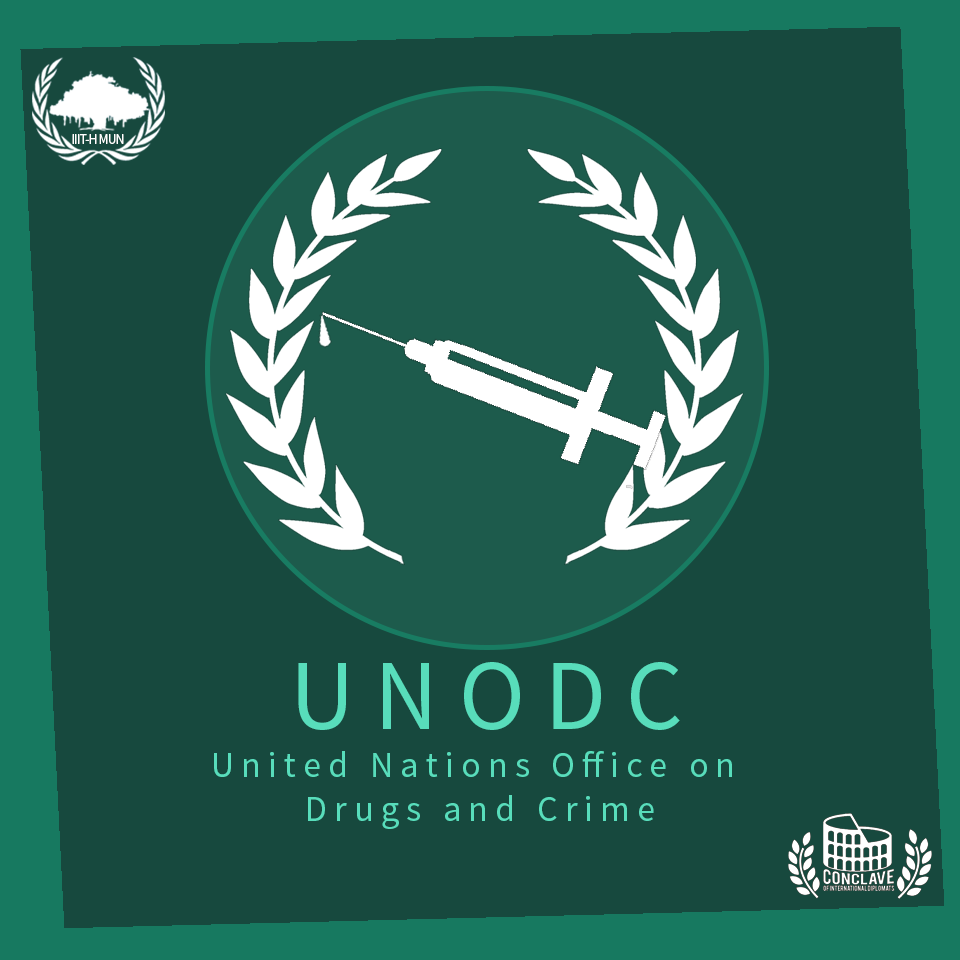 IIIT-H MUN
UNODC
United Nations Office on
Drugs and Crime
CONCLAVE
OF INTERNATIONAL DIPLOMATS